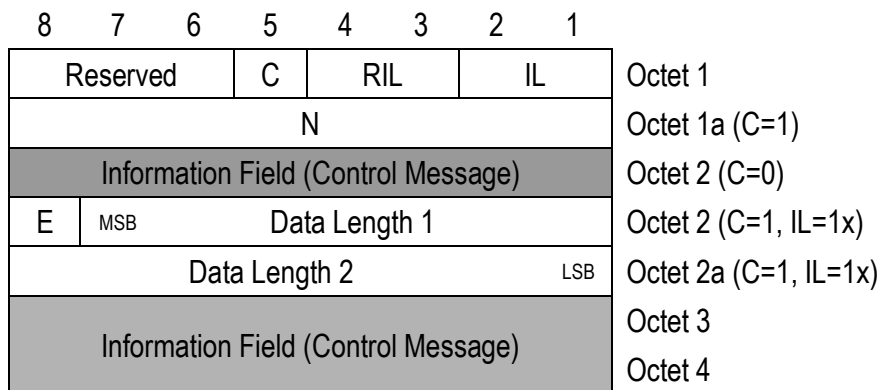 8 7 6 5 4 3 2 1
Reserved C RIL IL Octet 1
N Octet 1a (C=1)
Information Field (Control Message) Octet 2 (C=0)
E MSB Data Length 1 Octet 2 (C=1, IL=1x)
Data Length 2 LSB Octet 2a (C=1, IL=1x)
Octet 3
Information Field (Control Message)
Octet 4